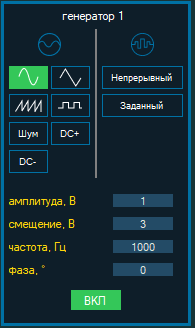 генератор 1
Непрерывный
Заданный
Шум DC+
DC-
амплитуда, В 1
смещение, В 3
частота, Гц 1000
фаза, ° 0
ВКЛ